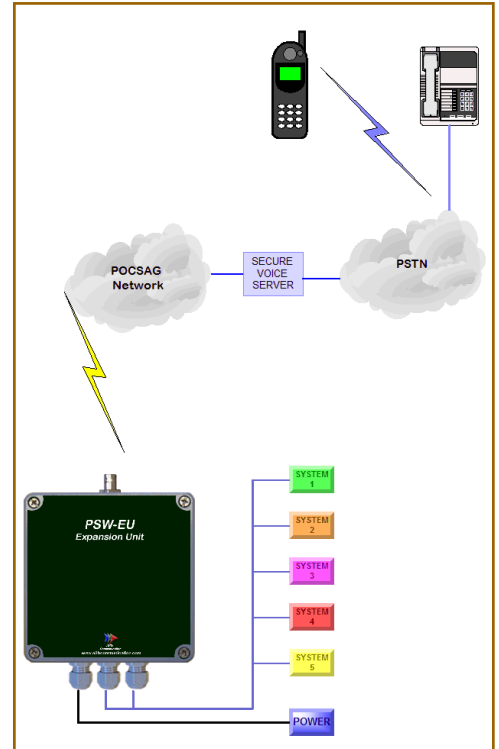 SECURE
VOICE
SERVER
POCSAG
Network
PSTN
PSW-EU
Expansion Unit
SYSTEM
1
SYSTEM
2
SYSTEM
3
SYSTEM
4
SYSTEM
5
POWER